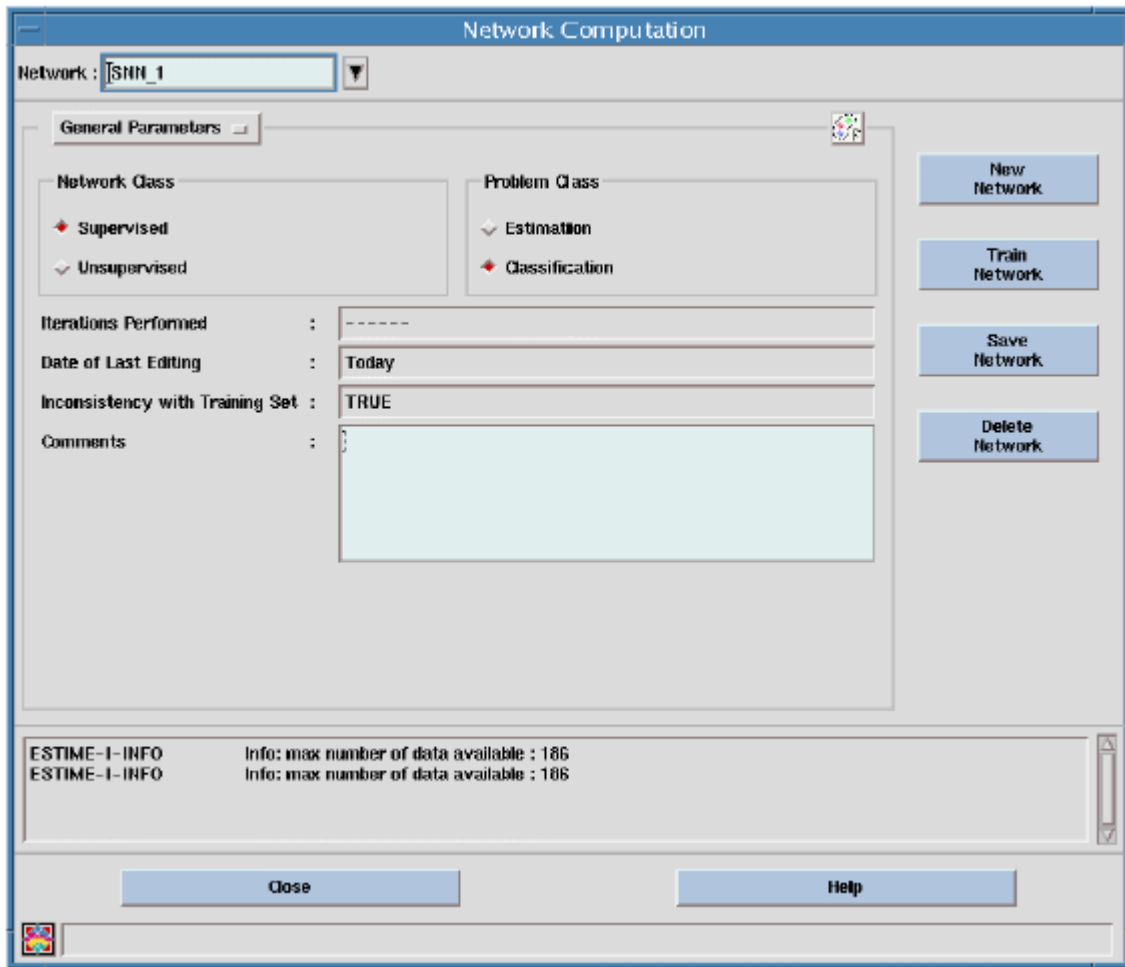 Network Computation
Network : SNN_1
General Parameters
Network Class
Problem Class
Supervised
Estimation
Unsupervised
Classification
Iterations Performed : ------
Date of Last Editing : Today
Inconsistency with Training Set : TRUE
Comments :
New
Network
Train
Network
Save
Network
Delete
Network
ESTIME-I-INFO Info: max number of data available : 186
ESTIME-I-INFO Info: max number of data available : 186
Close
Help